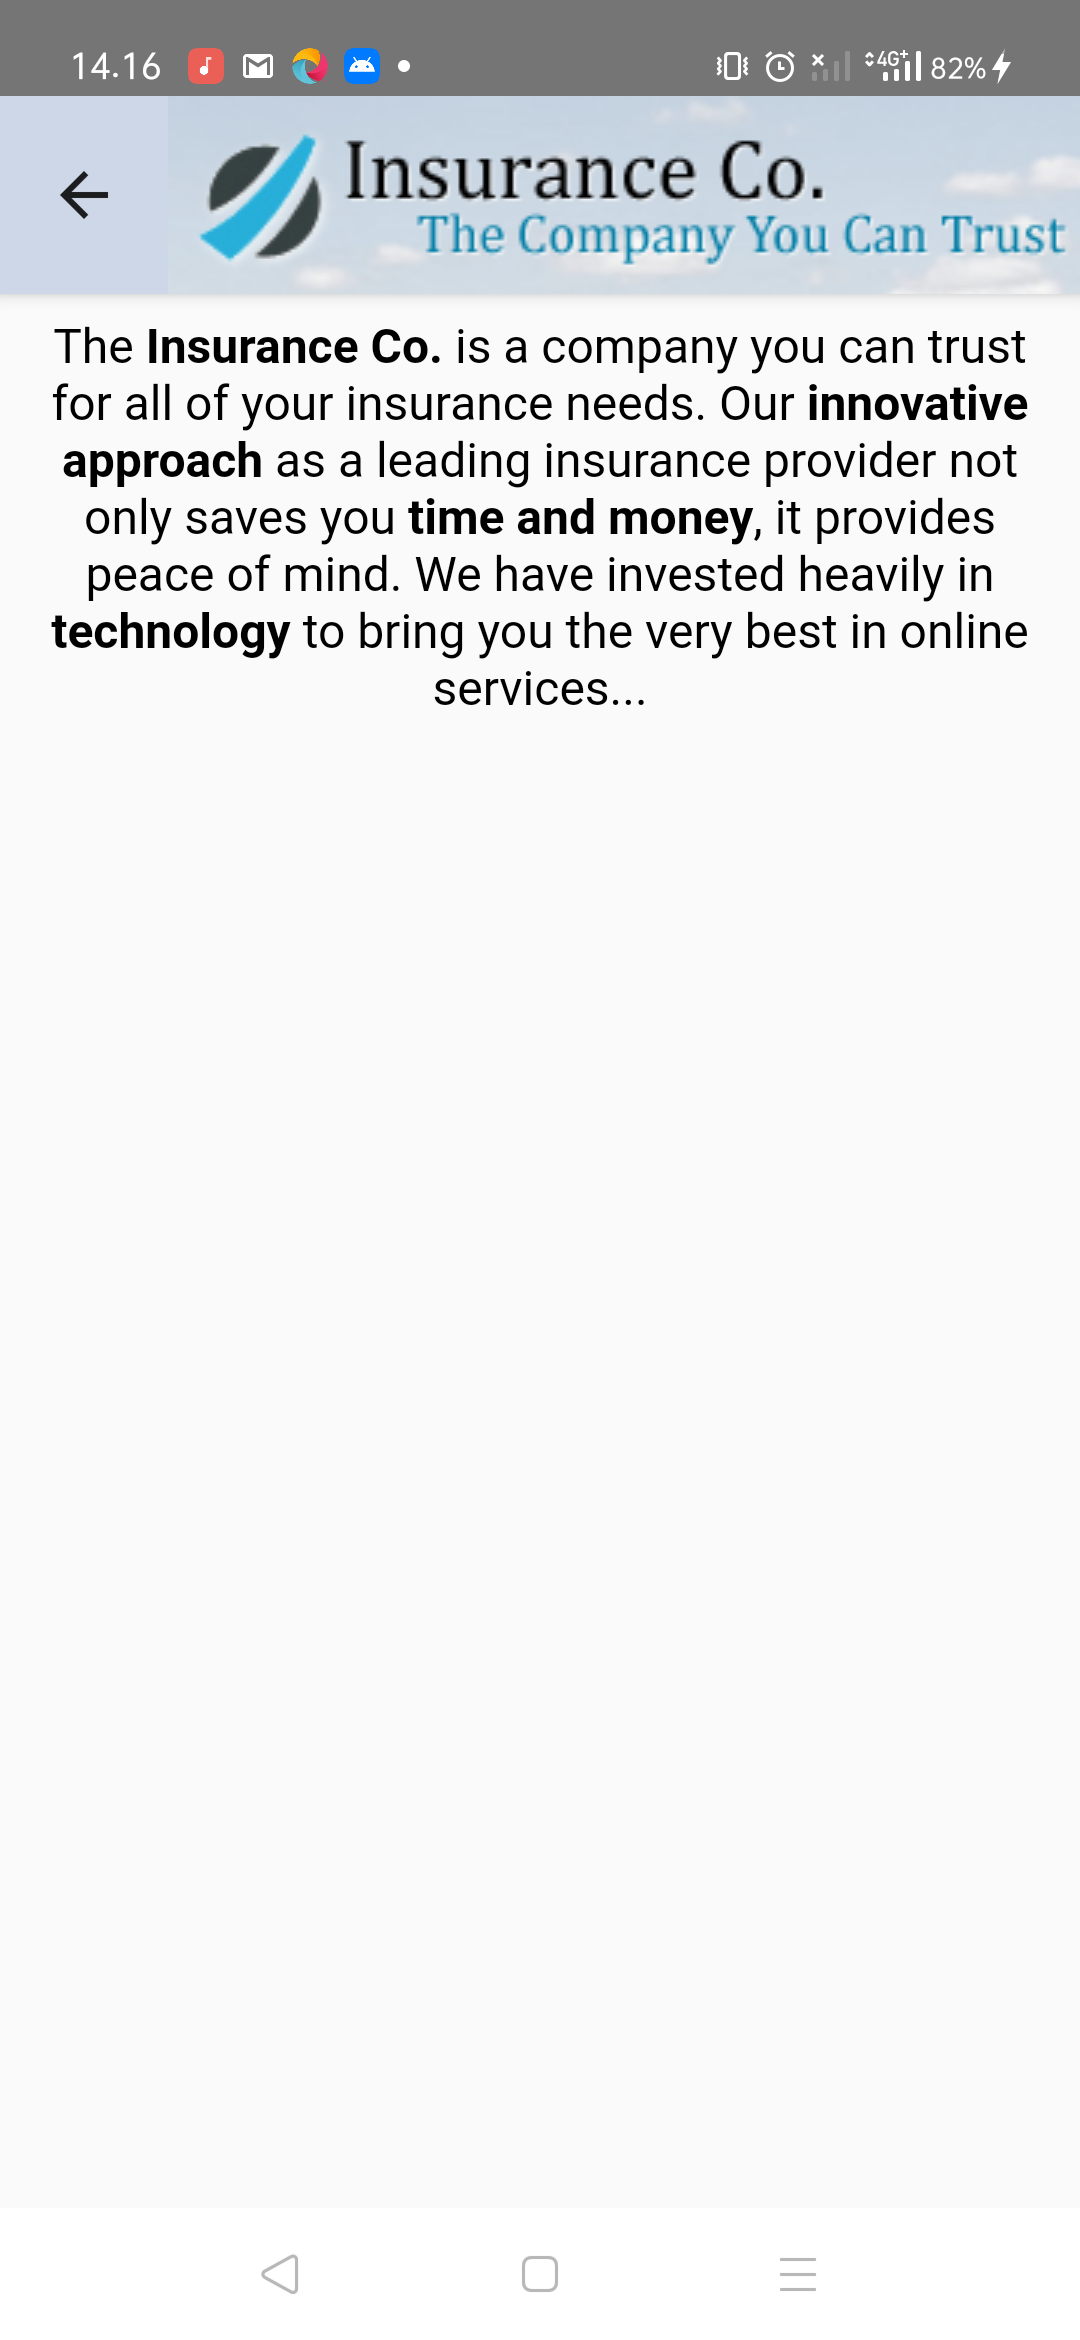 14.16
4G+
82%
Insurance Co.
The Company You Can Trust
The Insurance Co. is a company you can trust
for all of your insurance needs. Our innovative
approach as a leading insurance provider not
only saves you time and money, it provides
peace of mind. We have invested heavily in
technology to bring you the very best in online
services...